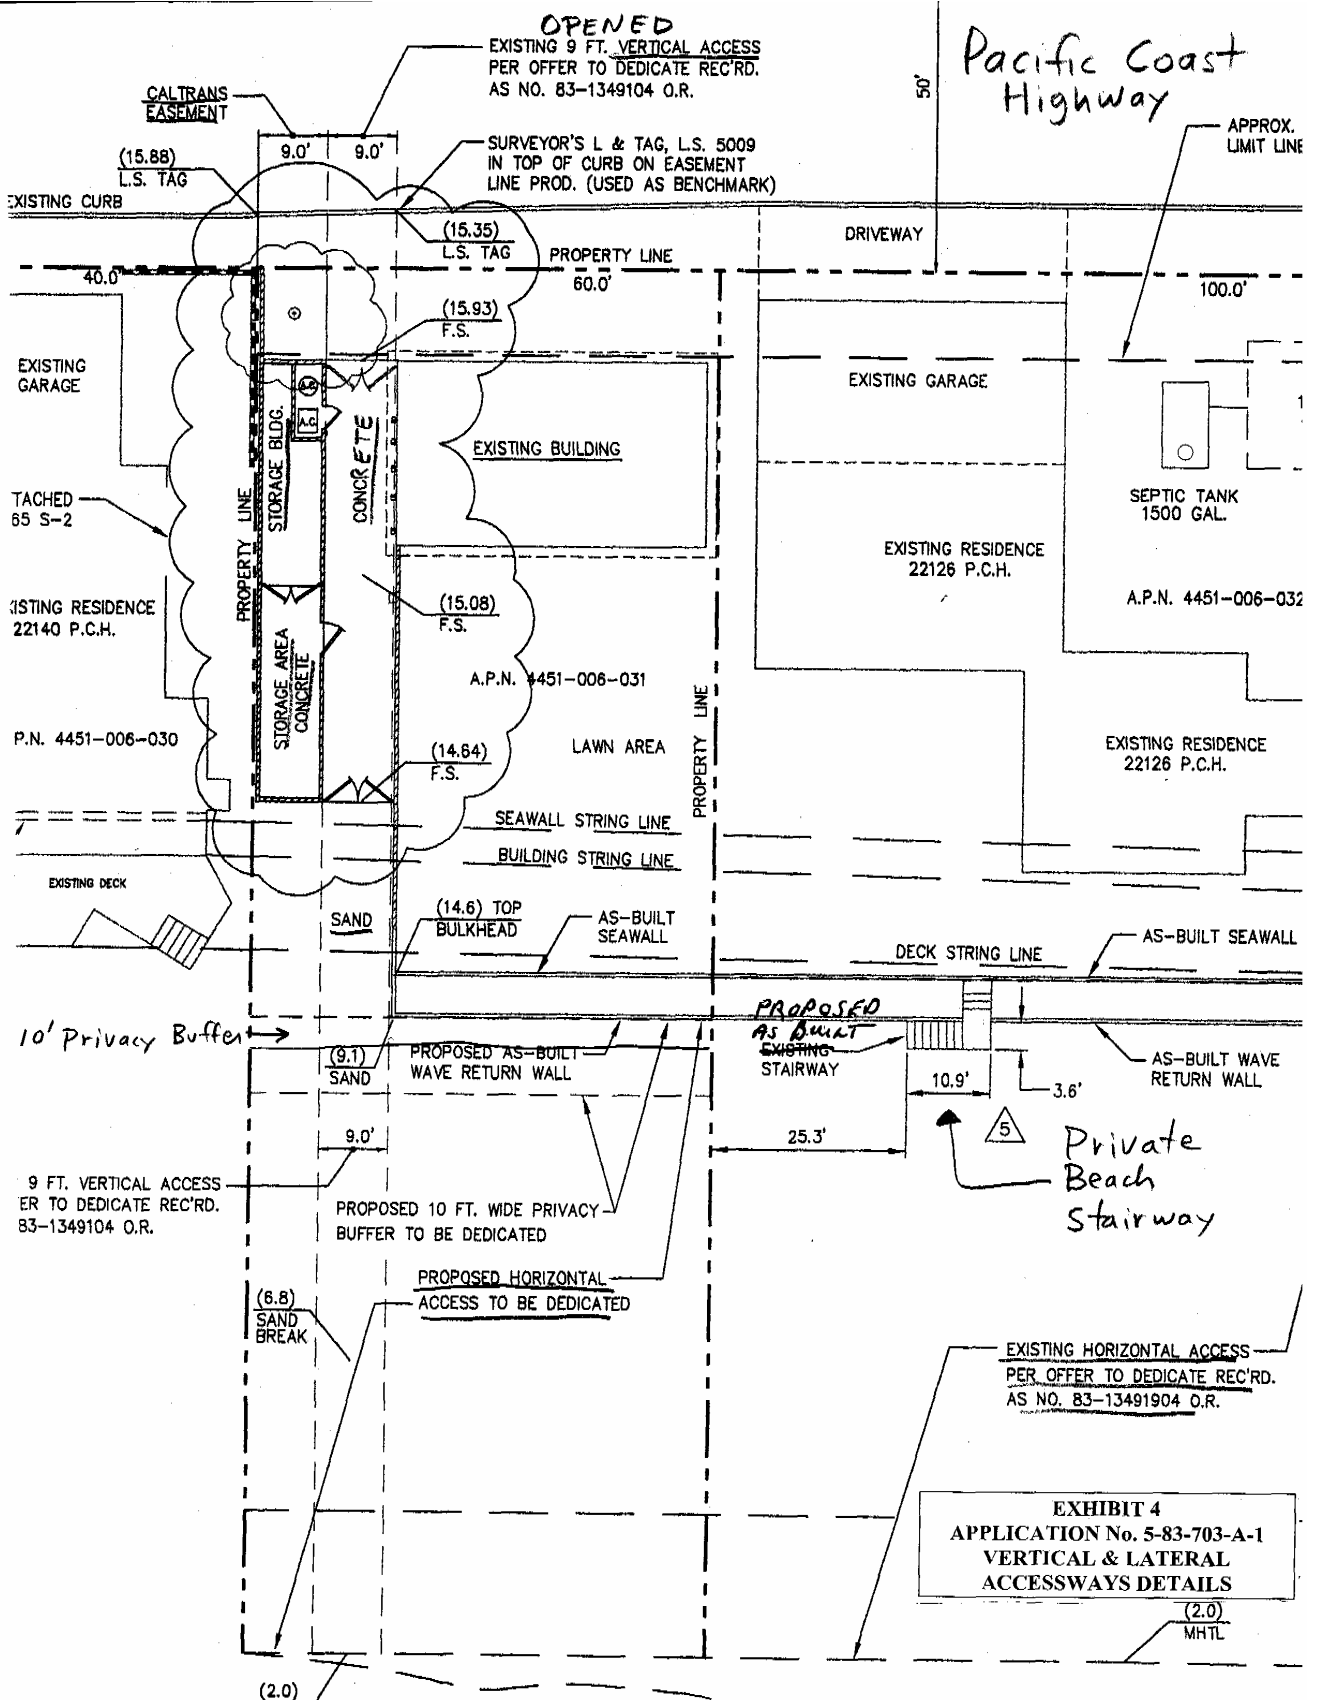 OPENED
EXISTING 9 FT. VERTICAL ACCESS
PER OFFER TO DEDICATE REC'RD.
AS NO. 83-1349104 O.R.
Pacific Coast
Highway
50'
CALTRANS
EASEMENT
9.0'
9.0'
APPROX.
LIMIT LINE
SURVEYOR'S L & TAG, L.S. 5009
IN TOP OF CURB ON EASEMENT
LINE PROD. (USED AS BENCHMARK)
(15.88)
L.S. TAG
EXISTING CURB
(15.35)
L.S. TAG
PROPERTY LINE
DRIVEWAY
40.0'
60.0'
100.0'
(15.93)
F.S.
EXISTING
GARAGE
EXISTING GARAGE
A.C.
A.C.
STORAGE BLDG.
CONCRETE
EXISTING BUILDING
SEPTIC TANK
1500 GAL.
TACHED
65 S-2
PROPERTY LINE
EXISTING RESIDENCE
22126 P.C.H.
(15.08)
F.S.
ISTING RESIDENCE
22140 P.C.H.
A.P.N. 4451-006-032
STORAGE AREA
CONCRETE
A.P.N. 4451-006-031
P.N. 4451-006-030
LAWN AREA
PROPERTY LINE
(14.64)
F.S.
EXISTING RESIDENCE
22126 P.C.H.
SEAWALL STRING LINE
BUILDING STRING LINE
EXISTING DECK
SAND
(14.6) TOP
BULKHEAD
AS-BUILT
SEAWALL
DECK STRING LINE
AS-BUILT SEAWALL
10' Privacy Buffer
(9.1)
SAND
PROPOSED AS-BUILT
WAVE RETURN WALL
PROPOSED
AS BUILT
EXISTING
STAIRWAY
AS-BUILT WAVE
RETURN WALL
10.9'
3.6'
5
9.0'
25.3'
Private
Beach
Stairway
9 FT. VERTICAL ACCESS
ER TO DEDICATE REC'RD.
83-1349104 O.R.
PROPOSED 10 FT. WIDE PRIVACY
BUFFER TO BE DEDICATED
PROPOSED HORIZONTAL
ACCESS TO BE DEDICATED
(6.8)
SAND
BREAK
EXISTING HORIZONTAL ACCESS
PER OFFER TO DEDICATE REC'RD.
AS NO. 83-13491904 O.R.
EXHIBIT 4
APPLICATION No. 5-83-703-A-1
VERTICAL & LATERAL
ACCESSWAYS DETAILS
(2.0)
MHTL
(2.0)